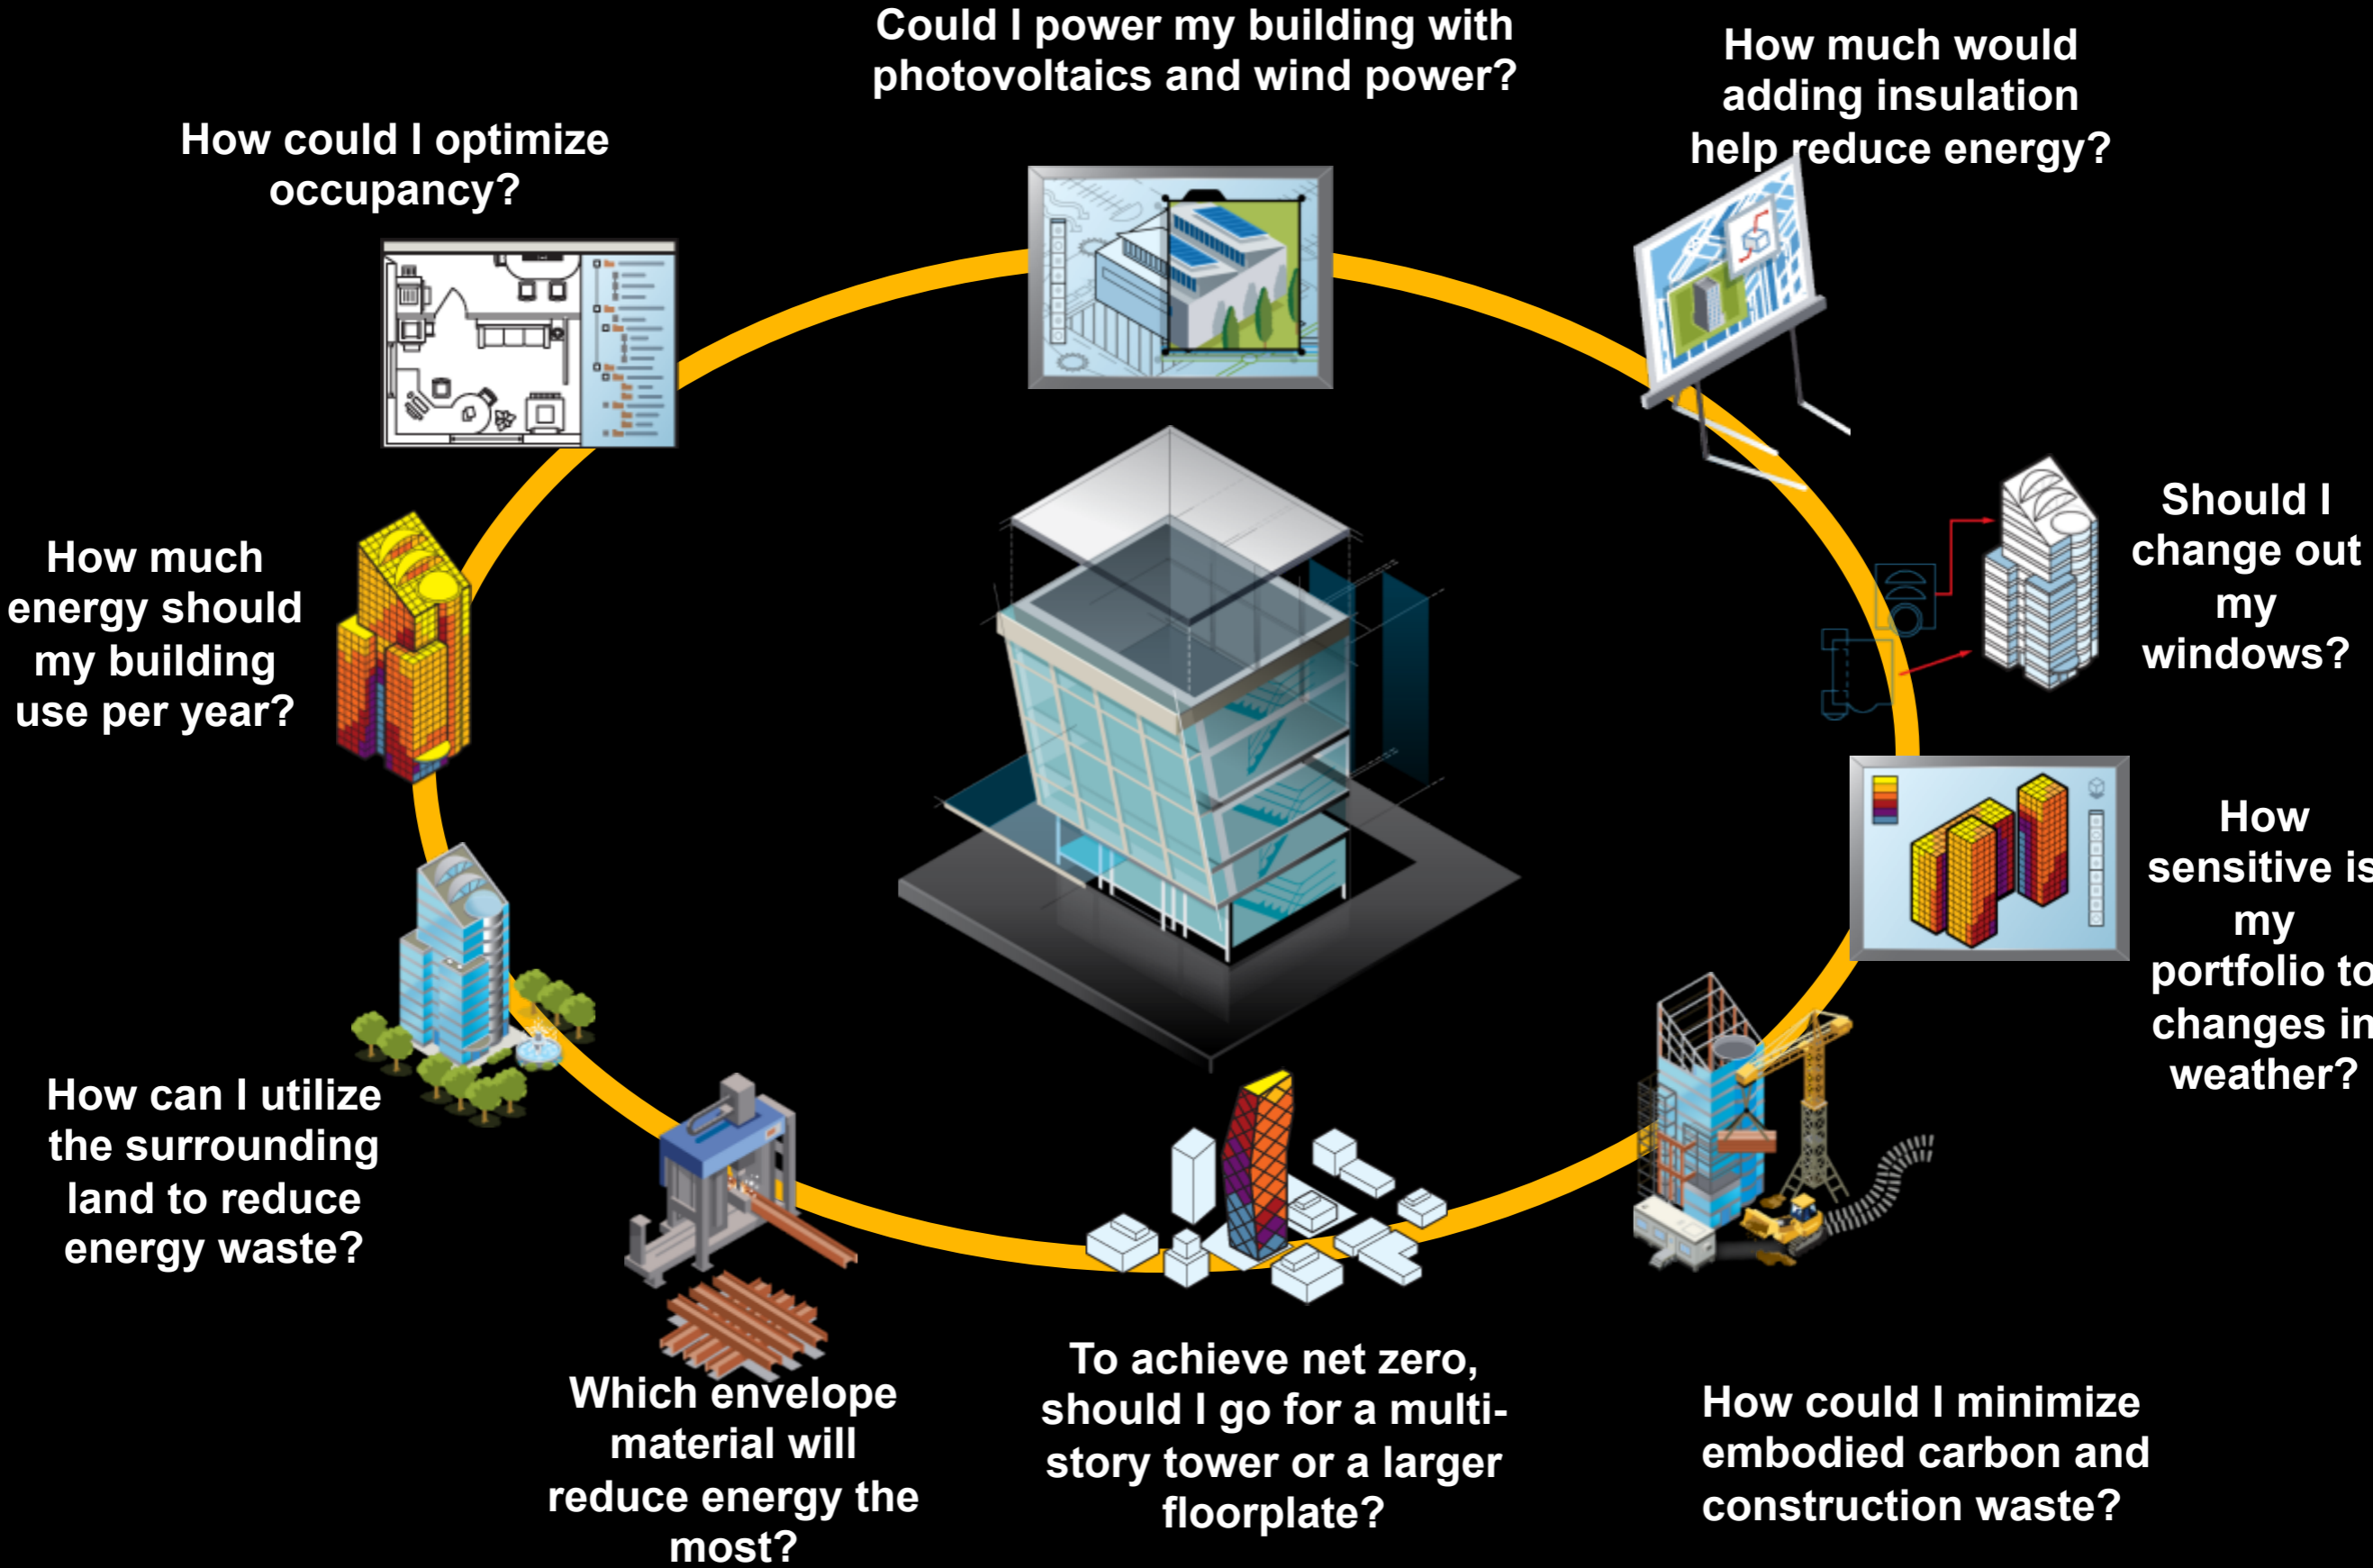 Could I power my building with
photovoltaics and wind power?
How much would
adding insulation
help reduce energy?
How could I optimize
occupancy?
Should I
change out
my
windows?
How much
energy should
my building
use per year?
How
sensitive is
my
portfolio to
changes in
weather?
How can I utilize
the surrounding
land to reduce
energy waste?
Which envelope
material will
reduce energy the
most?
To achieve net zero,
should I go for a multi-
story tower or a larger
floorplate?
How could I minimize
embodied carbon and
construction waste?